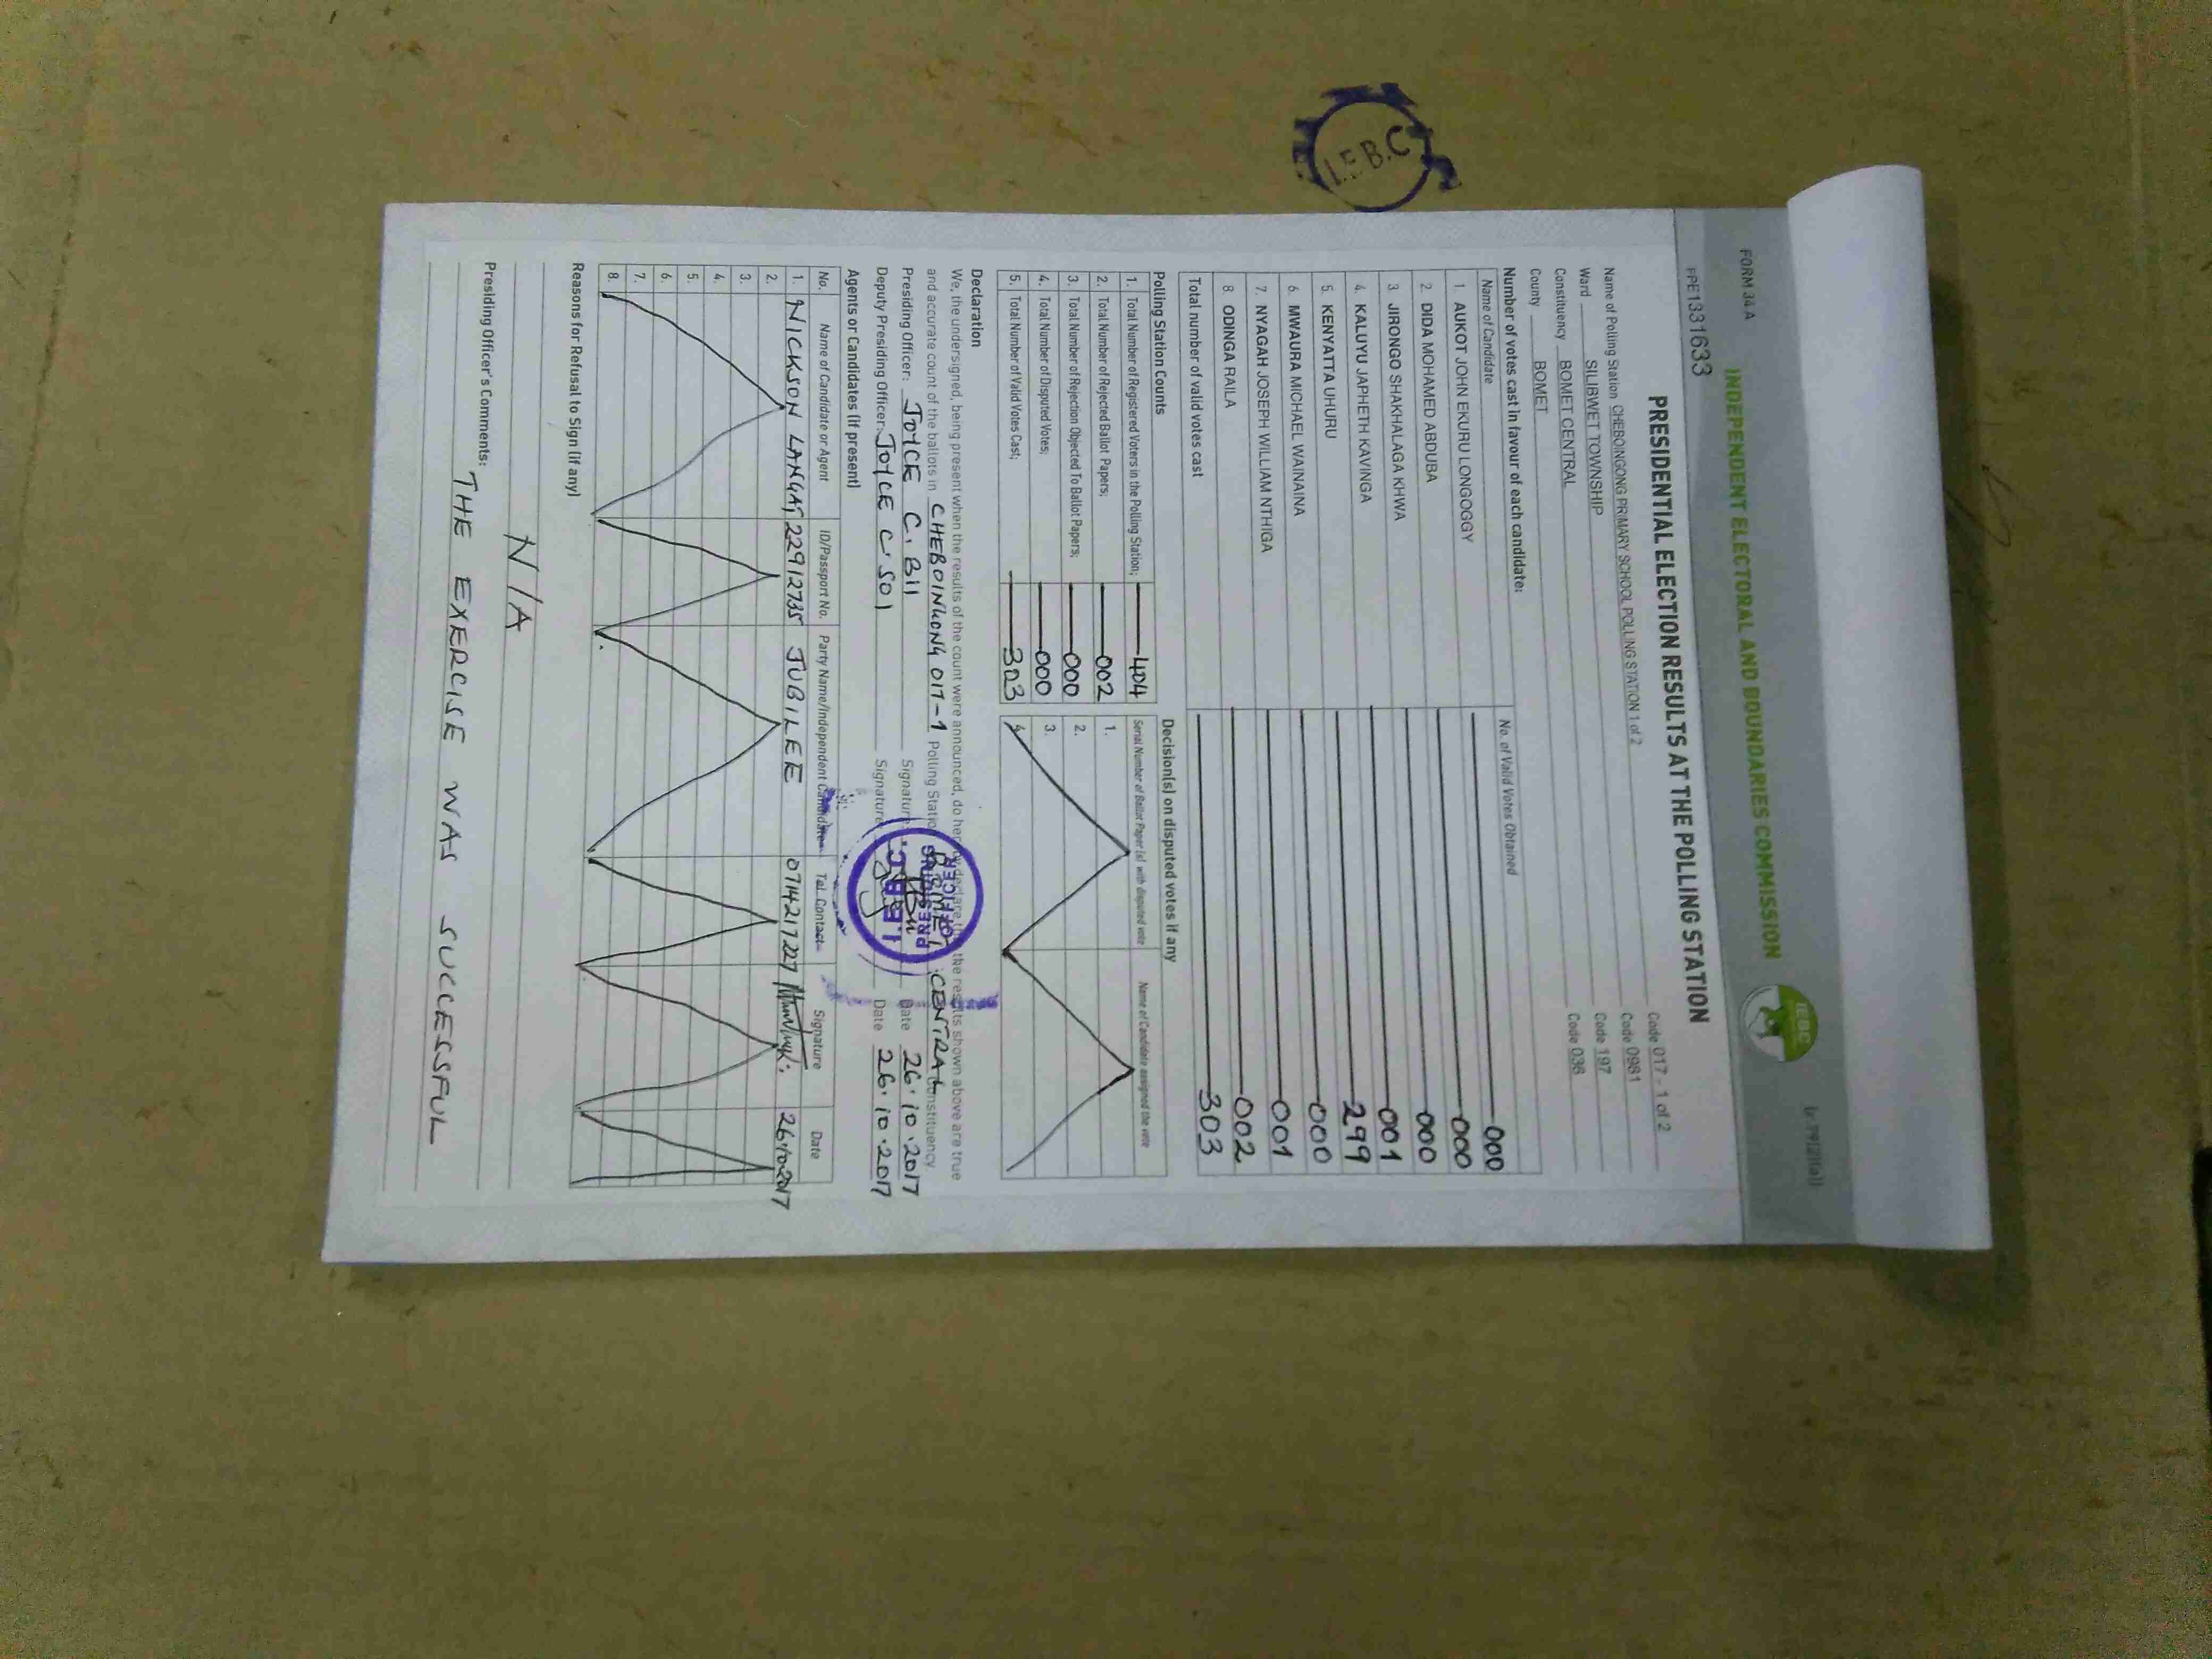 FORM 34 A
INDEPENDENT ELECTORAL AND BOUNDARIES COMMISSION
IEBC
(r.79(2)(a))
PPE1331633
PRESIDENTIAL ELECTION RESULTS AT THE POLLING STATION
Name of Polling Station CHEBOINGONG PRIMARY SCHOOL POLLING STATION 1 of 2 Code 017 - 1 of 2
Ward SILIBWET TOWNSHIP Code 0981
Constituency BOMET CENTRAL Code 197
County BOMET Code 036
Number of votes cast in favour of each candidate:
Name of Candidate No. of Valid Votes Obtained
1. AUKOT JOHN EKURU LONGOGGY 000
2. DIDA MOHAMED ABDUBA 000
3. JIRONGO SHAKHALAGA KHWA 000
4. KALUYU JAPHETH KAVINGA 001
5. KENYATTA UHURU 299
6. MWAURA MICHAEL WAINAINA 000
7. NYAGAH JOSEPH WILLIAM NTHIGA 001
8 ODINGA RAILA 002
Total number of valid votes cast 303
Polling Station Counts
1. Total Number of Registered Voters in the Polling Station; 404
2. Total Number of Rejected Ballot Papers; 002
3. Total Number of Rejection Objected To Ballot Papers; 000
4. Total Number of Disputed Votes; 000
5. Total Number of Valid Votes Cast; 303
Decision(s) on disputed votes if any
Serial Number of Ballot Paper (s) with disputed vote Name of Candidate assigned the vote
1.
2.
3.
4.
Declaration
We, the undersigned, being present when the results of the count were announced, do hereby declare that the results shown above are true
and accurate count of the ballots in CHEBOINGONG 017-1 Polling Station BOMET CENTRAL Constituency.
Presiding Officer: JOYCE C. BII Signature Date 26.10.2017
Deputy Presiding Officer: JOYCE C. SOI Signature Date 26.10.2017
PRESIDING OFFICER
I.E.B.C.
Agents or Candidates (if present)
No. Name of Candidate or Agent ID/Passport No. Party Name/Independent Candidate Tel. Contact Signature Date
1. NICKSON LANGAT 22912735 JUBILEE 0714217227 26.10.2017
2.
3.
4.
5.
6.
7.
8.
Reasons for Refusal to Sign (if any)
N/A
Presiding Officer's Comments:
THE EXERCISE WAS SUCCESSFUL
I.E.B.C